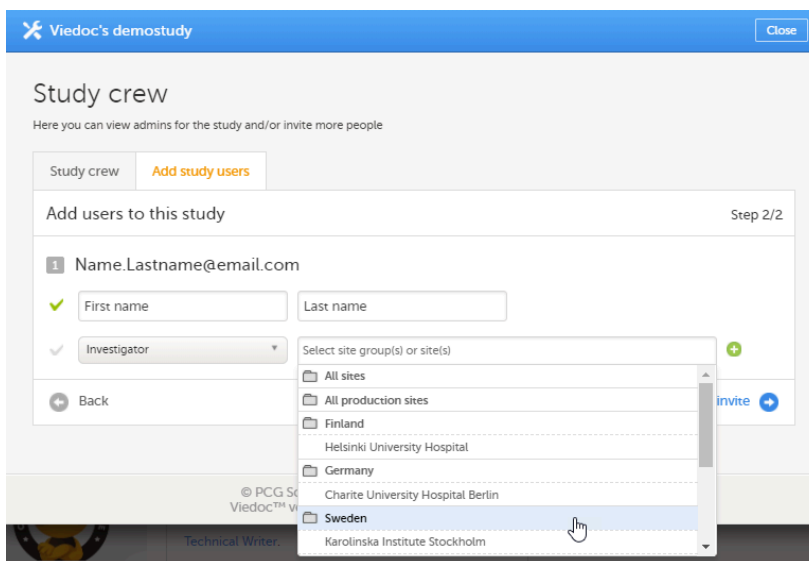 Viedoc's demostudy
Close
Study crew
Here you can view admins for the study and/or invite more people
Study crew
Add study users
Add users to this study
Step 2/2
1
Name.Lastname@email.com
First name
Last name
Investigator
Select site group(s) or site(s)
All sites
All production sites
Back
invite
Finland
Helsinki University Hospital
Germany
Charite University Hospital Berlin
© PCG
Viedoc™
Sweden
Karolinska Institute Stockholm
Technical Writer.